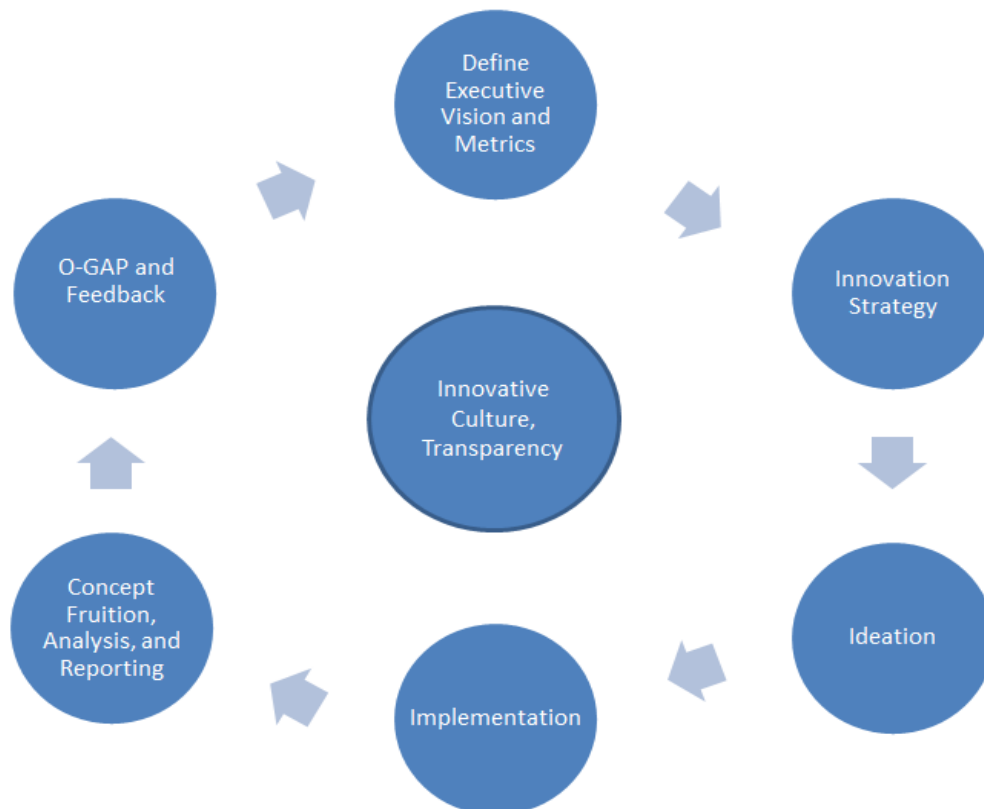 Define
Executive
Vision and
Metrics
O-GAP and
Feedback
Innovation
Strategy
Innovative
Culture,
Transparency
Concept
Fruition,
Analysis, and
Reporting
Ideation
Implementation